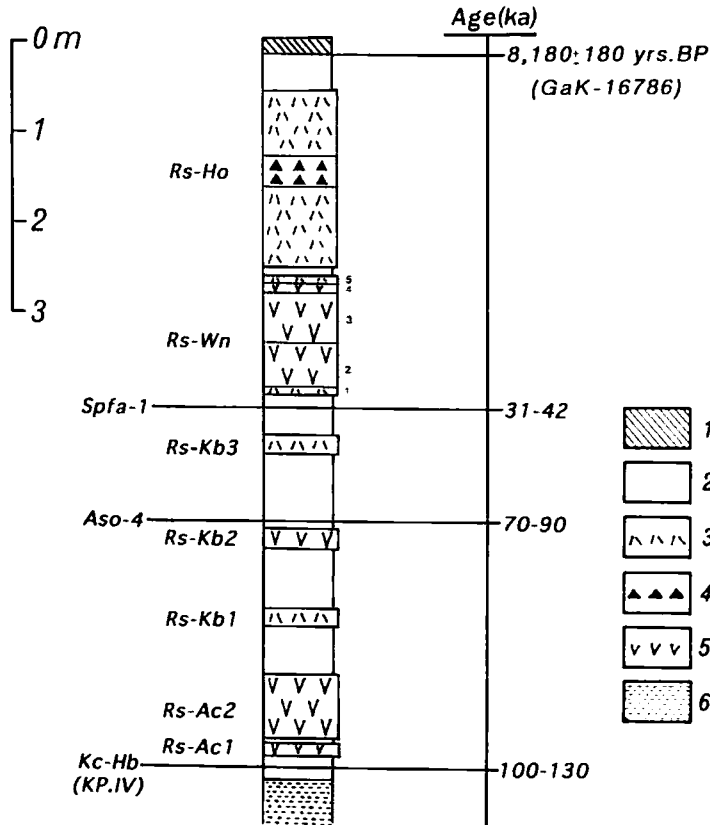 Age(ka)
0 m
8,180±180 yrs.BP
(GaK-16786)
1
Rs-Ho
2
5
4
3
3
Rs-Wn
2
1
Spfa-1
31-42
1
Rs-Kb3
2
Aso-4
70-90
Rs-Kb2
3
4
Rs-Kb1
5
Rs-Ac2
6
Rs-Ac1
Kc-Hb
100-130
(KP.IV)